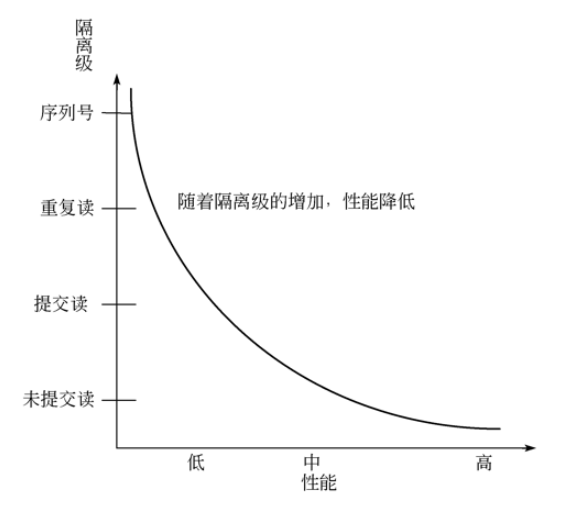 隔离级
序列号
重复读
随着隔离级的增加，性能降低
提交读
未提交读
低
中
高
性能